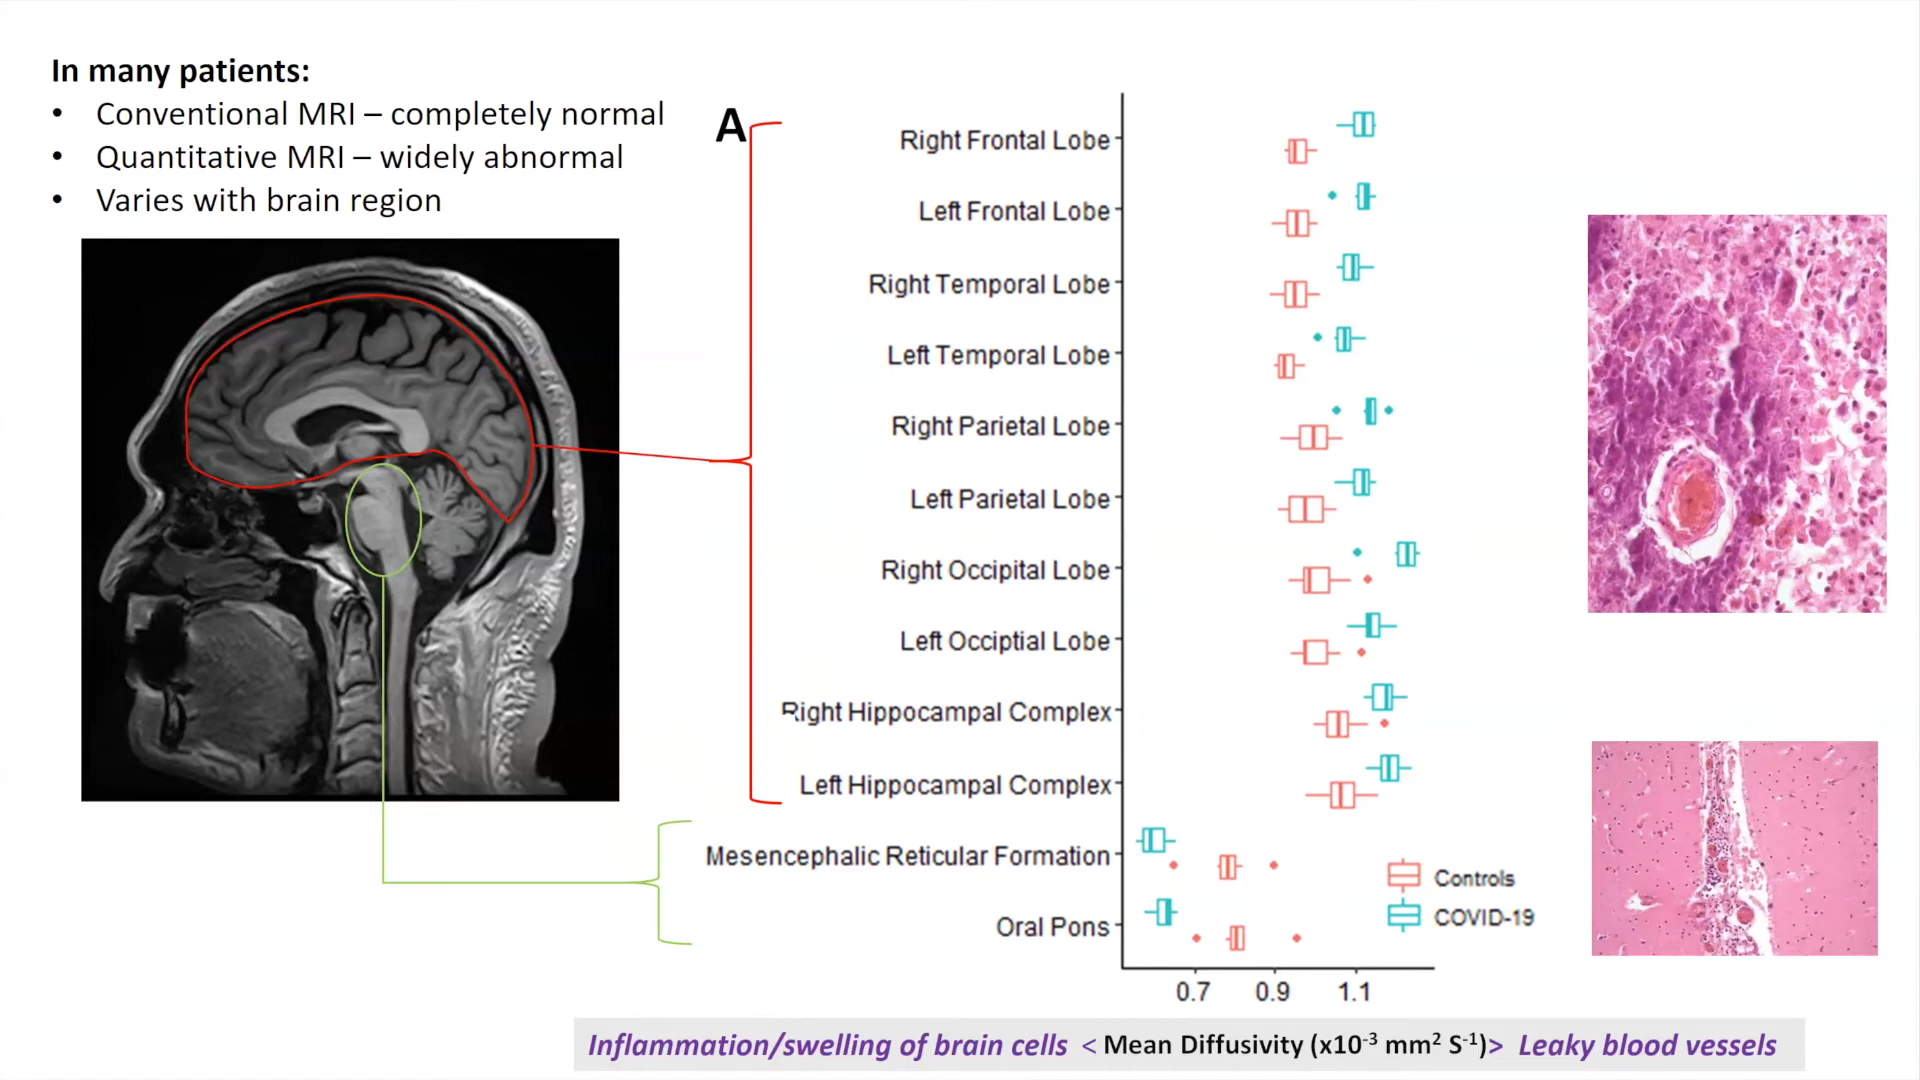 In many patients:
• Conventional MRI – completely normal
• Quantitative MRI – widely abnormal
• Varies with brain region
A
Right Frontal Lobe
Left Frontal Lobe
Right Temporal Lobe
Left Temporal Lobe
Right Parietal Lobe
Left Parietal Lobe
Right Occipital Lobe
Left Occiptial Lobe
Right Hippocampal Complex
Left Hippocampal Complex
Mesencephalic Reticular Formation
Oral Pons
Controls
COVID-19
0.7 0.9 1.1
Inflammation/swelling of brain cells < Mean Diffusivity (x10⁻³ mm² S⁻¹)> Leaky blood vessels